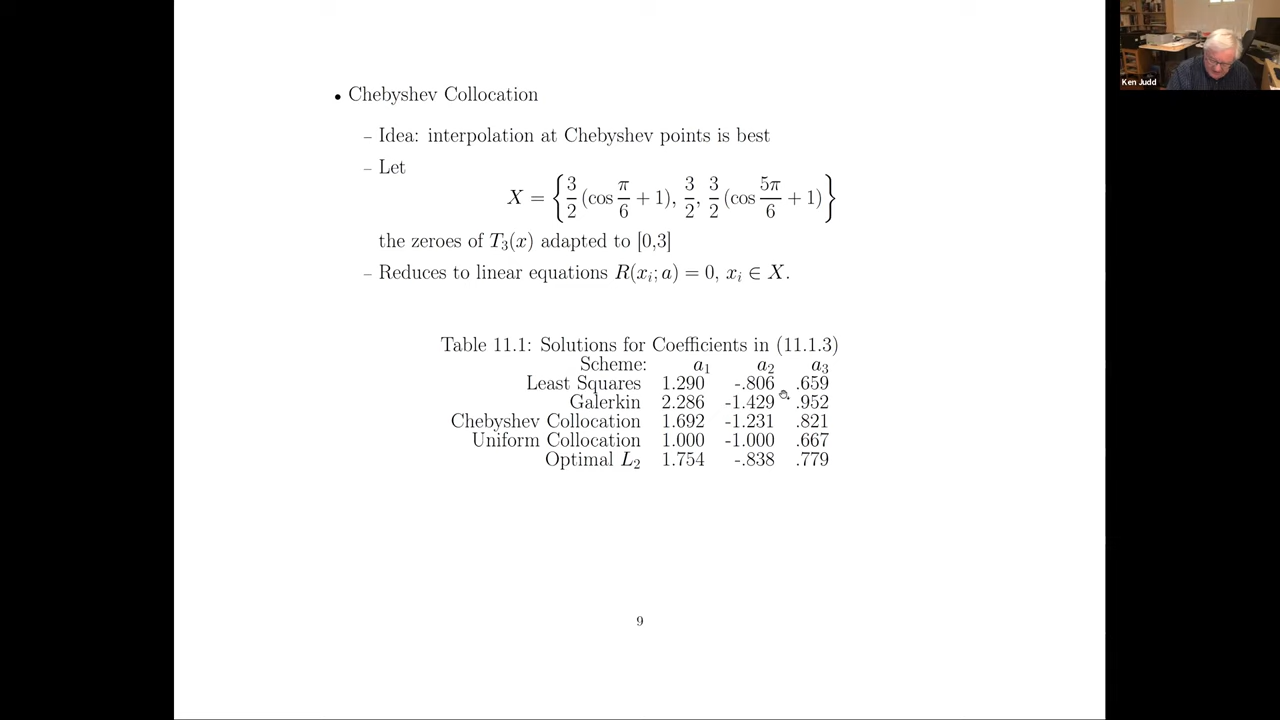 • Chebyshev Collocation
– Idea: interpolation at Chebyshev points is best
– Let
X = { 3/2 (cos π/6 + 1), 3/2, 3/2 (cos 5π/6 + 1) }
the zeroes of T₃(x) adapted to [0,3]
– Reduces to linear equations R(xᵢ; a) = 0, xᵢ ∈ X.
Table 11.1: Solutions for Coefficients in (11.1.3)
Scheme: a₁ a₂ a₃
Least Squares 1.290 -.806 .659
Galerkin 2.286 -1.429 .952
Chebyshev Collocation 1.692 -1.231 .821
Uniform Collocation 1.000 -1.000 .667
Optimal L₂ 1.754 -.838 .779
9
Ken Judd